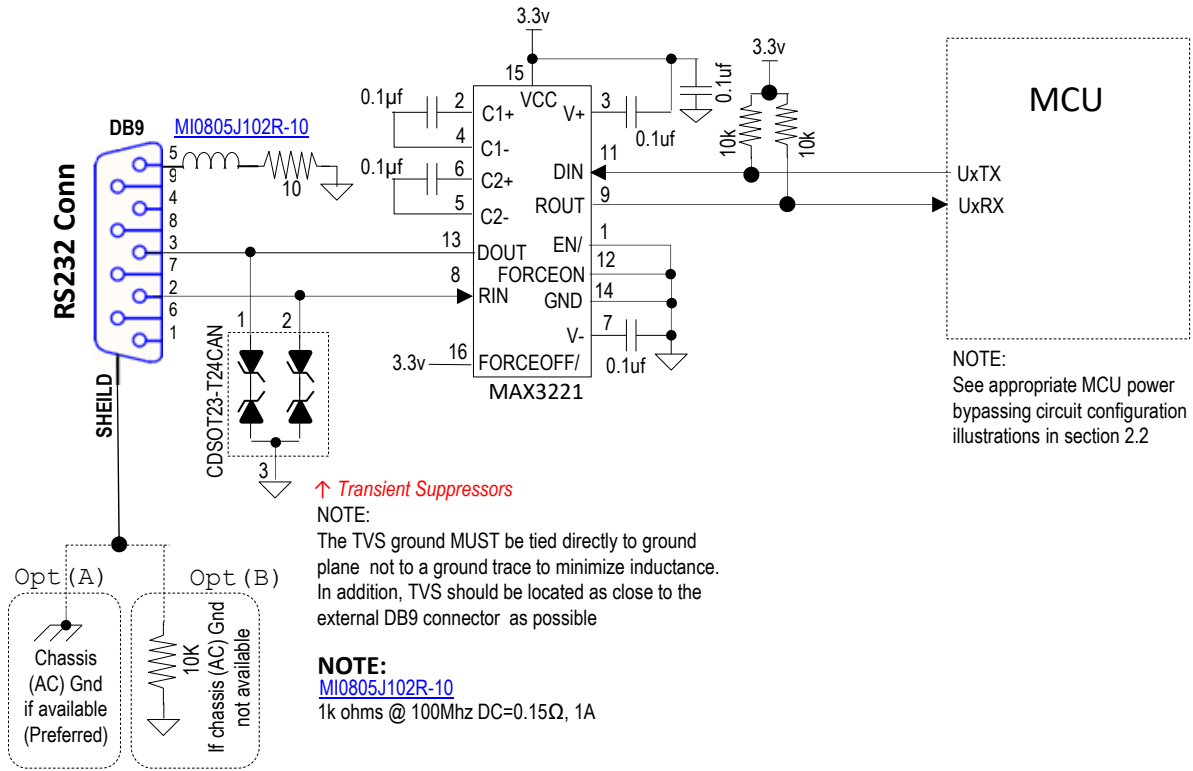 3.3v
15
VCC
0.1uf
3.3v
10k
10k
MCU
0.1µf
2
C1+
V+
3
0.1uf
DB9
MI0805J102R-10
4
C1-
5
10
0.1µf
6
C2+
DIN
11
UxTX
9
5
C2-
ROUT
9
UxRX
4
8
3
13
DOUT
EN/
1
7
8
RIN
FORCEON
12
2
GND
14
6
V-
7
0.1uf
1
RS232 Conn
1
2
3.3v
16
FORCEOFF/
MAX3221
CDSOT23-T24CAN
3
SHEILD
NOTE:
See appropriate MCU power
bypassing circuit configuration
illustrations in section 2.2
↑ Transient Suppressors
NOTE:
The TVS ground MUST be tied directly to ground
plane not to a ground trace to minimize inductance.
In addition, TVS should be located as close to the
external DB9 connector as possible
Opt(A)
Opt(B)
Chassis
(AC) Gnd
if available
(Preferred)
10K
If chassis (AC) Gnd
not available
NOTE:
MI0805J102R-10
1k ohms @ 100Mhz DC=0.15Ω, 1A